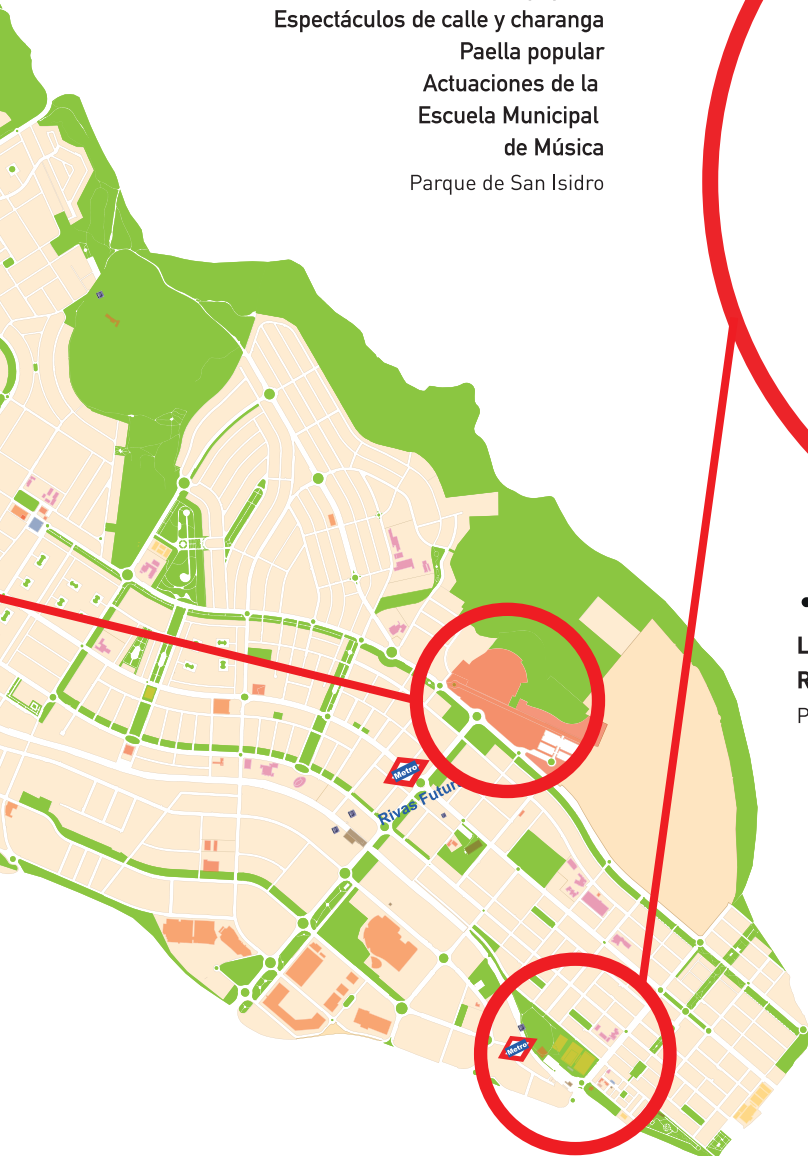 Espectáculos de calle y charanga
Paella popular
Actuaciones de la
Escuela Municipal
de Música
Parque de San Isidro
•
L
R
P
Metro
Rivas Futur
Metro